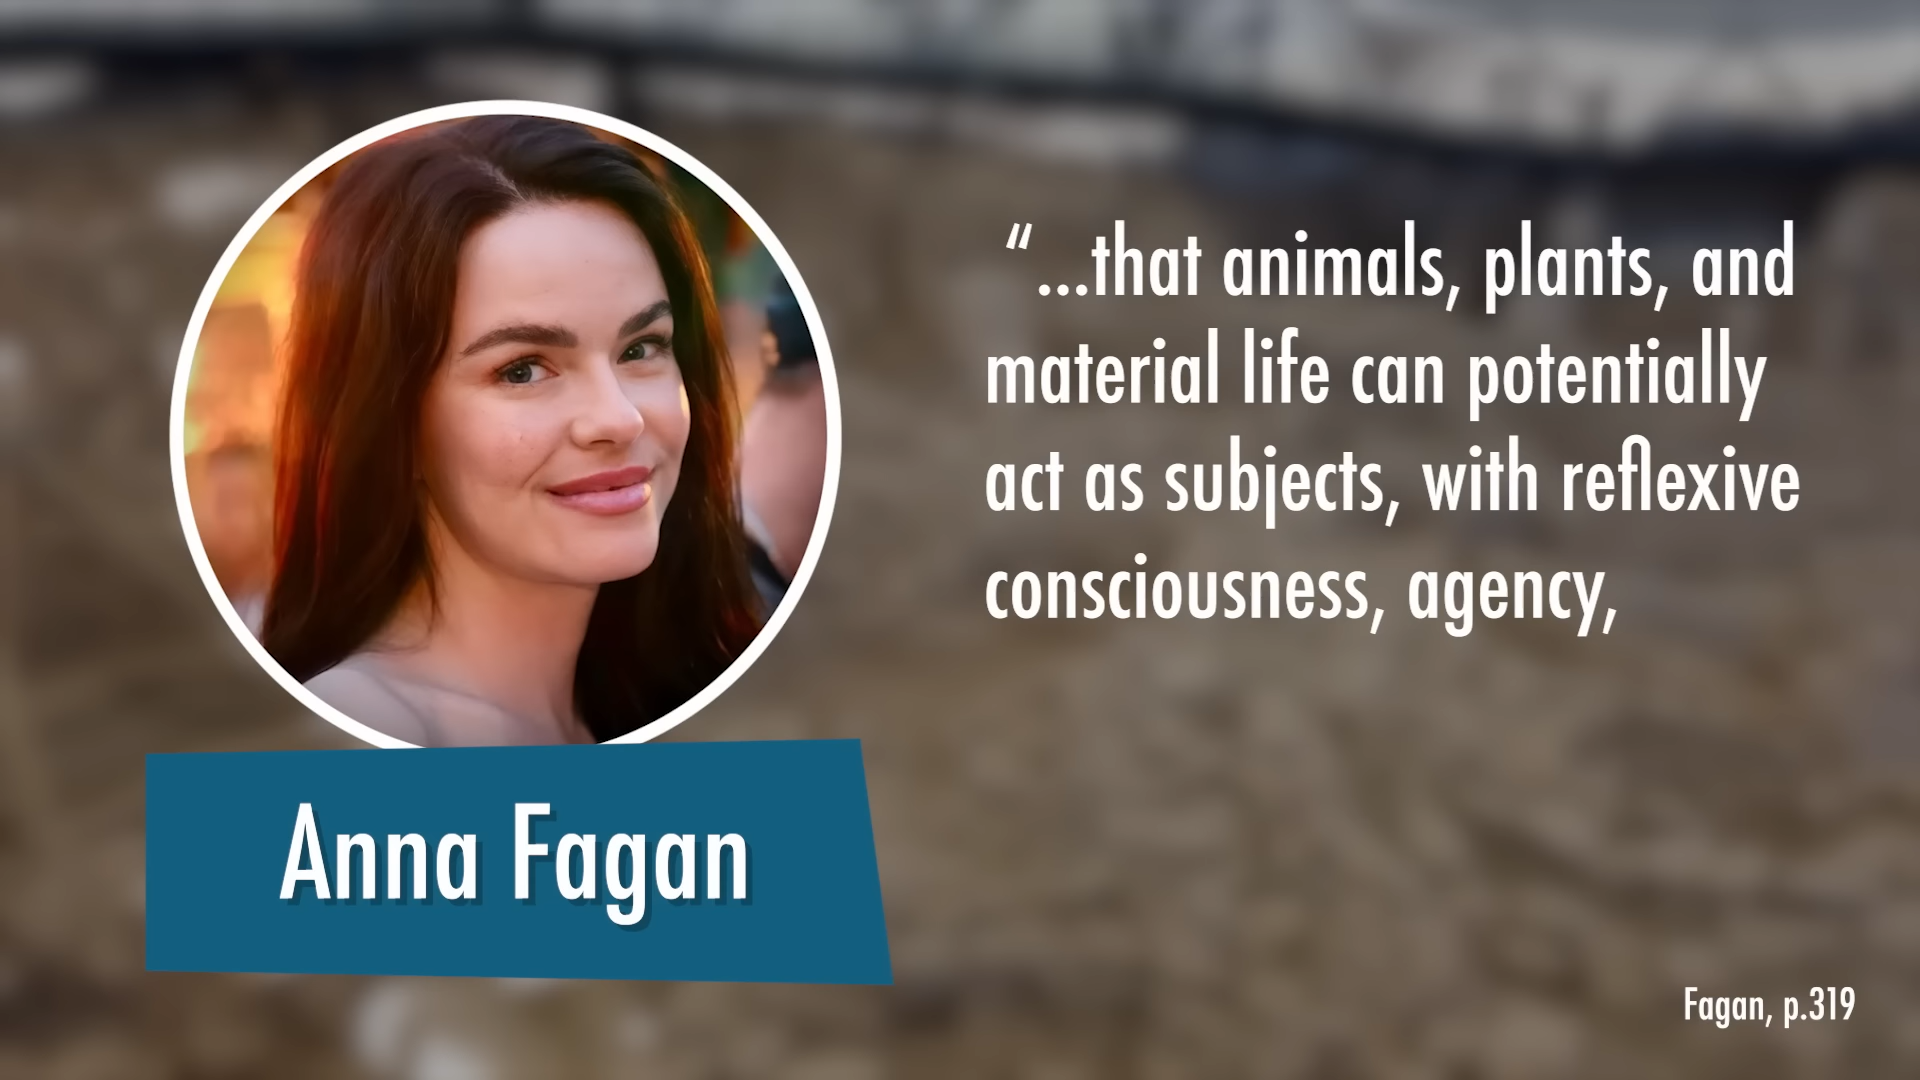 Anna Fagan
“...that animals, plants, and
material life can potentially
act as subjects, with reflexive
consciousness, agency,
Fagan, p.319